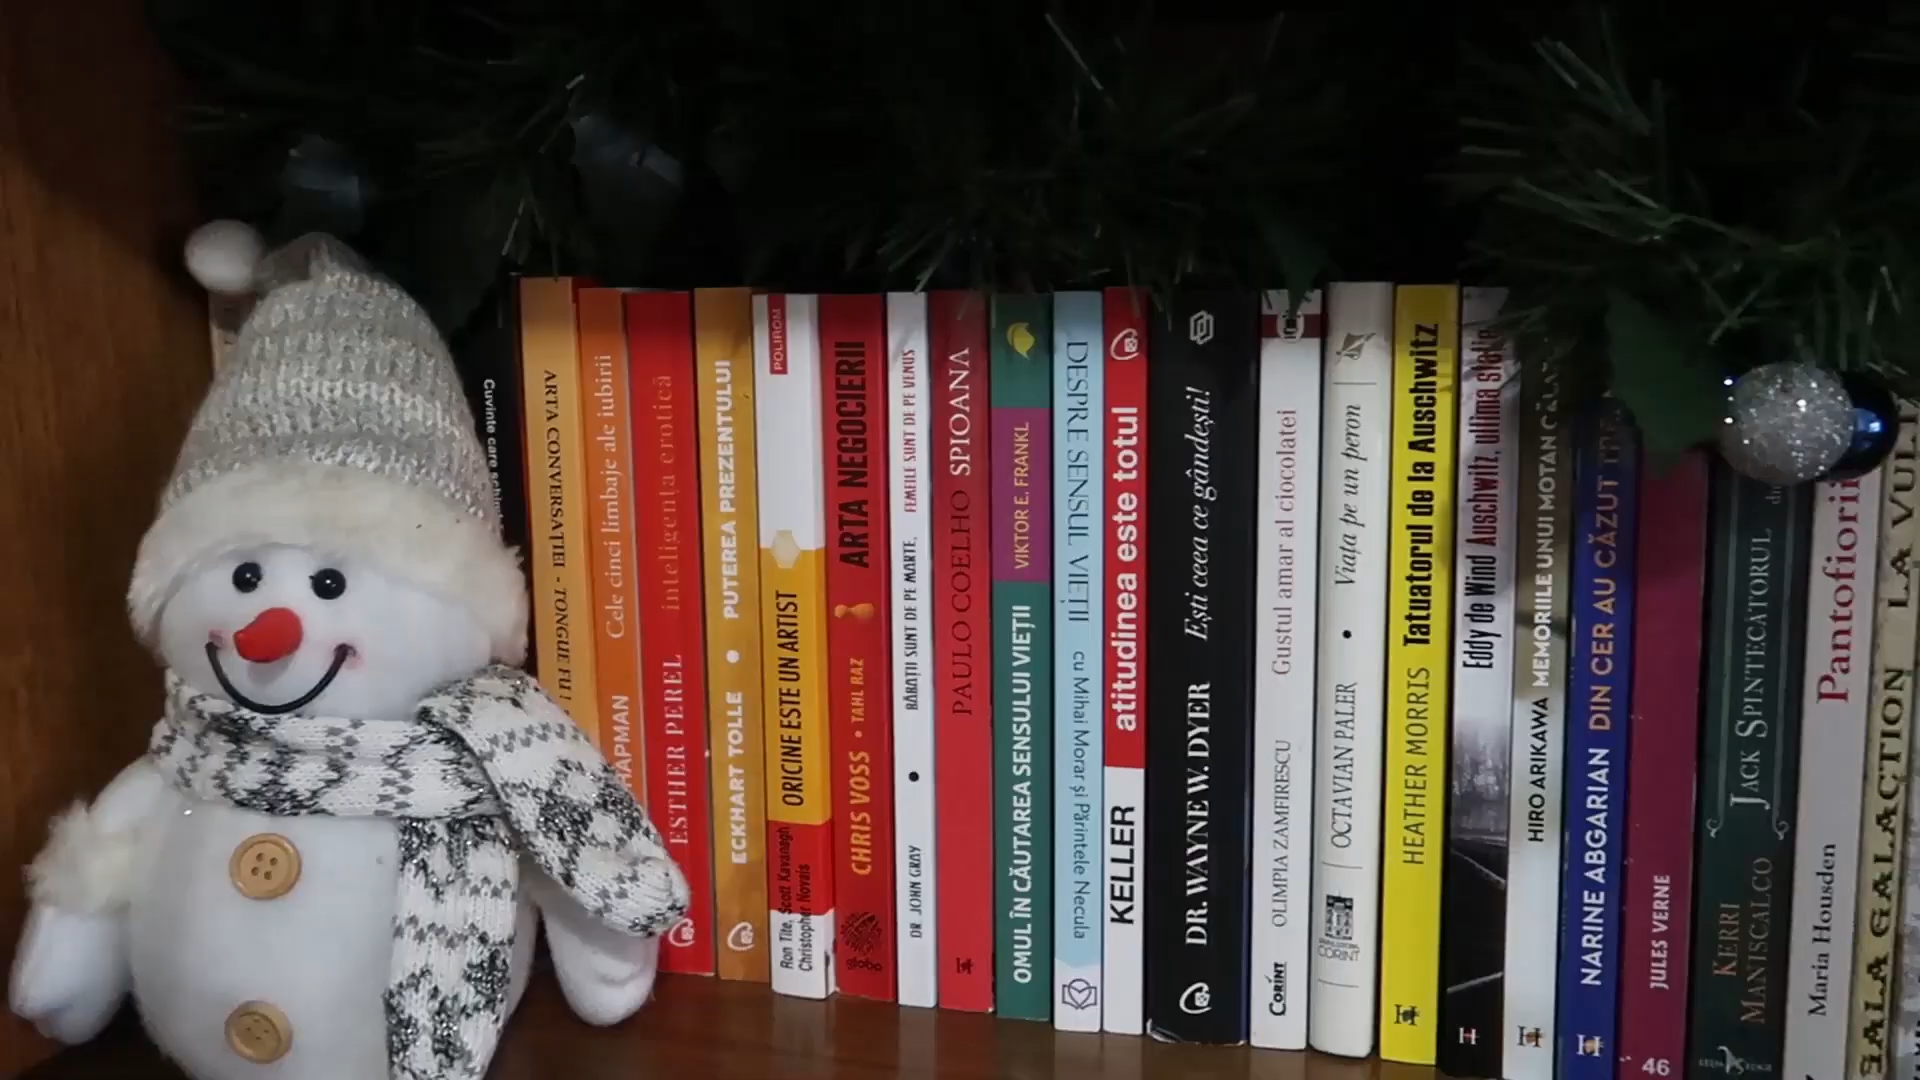 Cuvinte care
ARTA CONVERSAȚIEI - TONGUE FU!
Cele cinci limbaje ale iubirii
HAPMAN
inteligența erotică
ESTHER PEREL
PUTEREA PREZENTULUI
ECKHART TOLLE
POLIROM
ORICINE ESTE UN ARTIST
Ron Tite, Scott Kavanagh
Christopher Novais
ARTA NEGOCIERII
CHRIS VOSS • TAHL RAZ
globo
BĂRBAȚII SUNT DE PE MARTE, FEMEILE SUNT DE PE VENUS
DR. JOHN GRAY
PAULO COELHO SPIOANA
VIKTOR E. FRANKL
OMUL ÎN CĂUTAREA SENSULUI VIEȚII
DESPRE SENSUL VIEȚII
cu Mihai Morar și Părintele Necula
atitudinea este totul
KELLER
Ești ceea ce gândești!
DR. WAYNE W. DYER
Gustul amar al ciocolatei
OLIMPIA ZAMFIRESCU
CORINT
Viața pe un peron
OCTAVIAN PALER
CORINT
Tatuatorul de la Auschwitz
HEATHER MORRIS
H
Eddy de Wind Auschwitz, ultima stație
H
HIRO ARIKAWA MEMORIILE UNUI MOTAN CĂLĂT
H
NARINE ABGARIAN DIN CER AU CĂZUT TREI
H
JULES VERNE
46
JACK SPINTECĂTORUL
KERI
MANISCALCO
Pantofiorii
Maria Housden
GALA GALACTION LA VULT